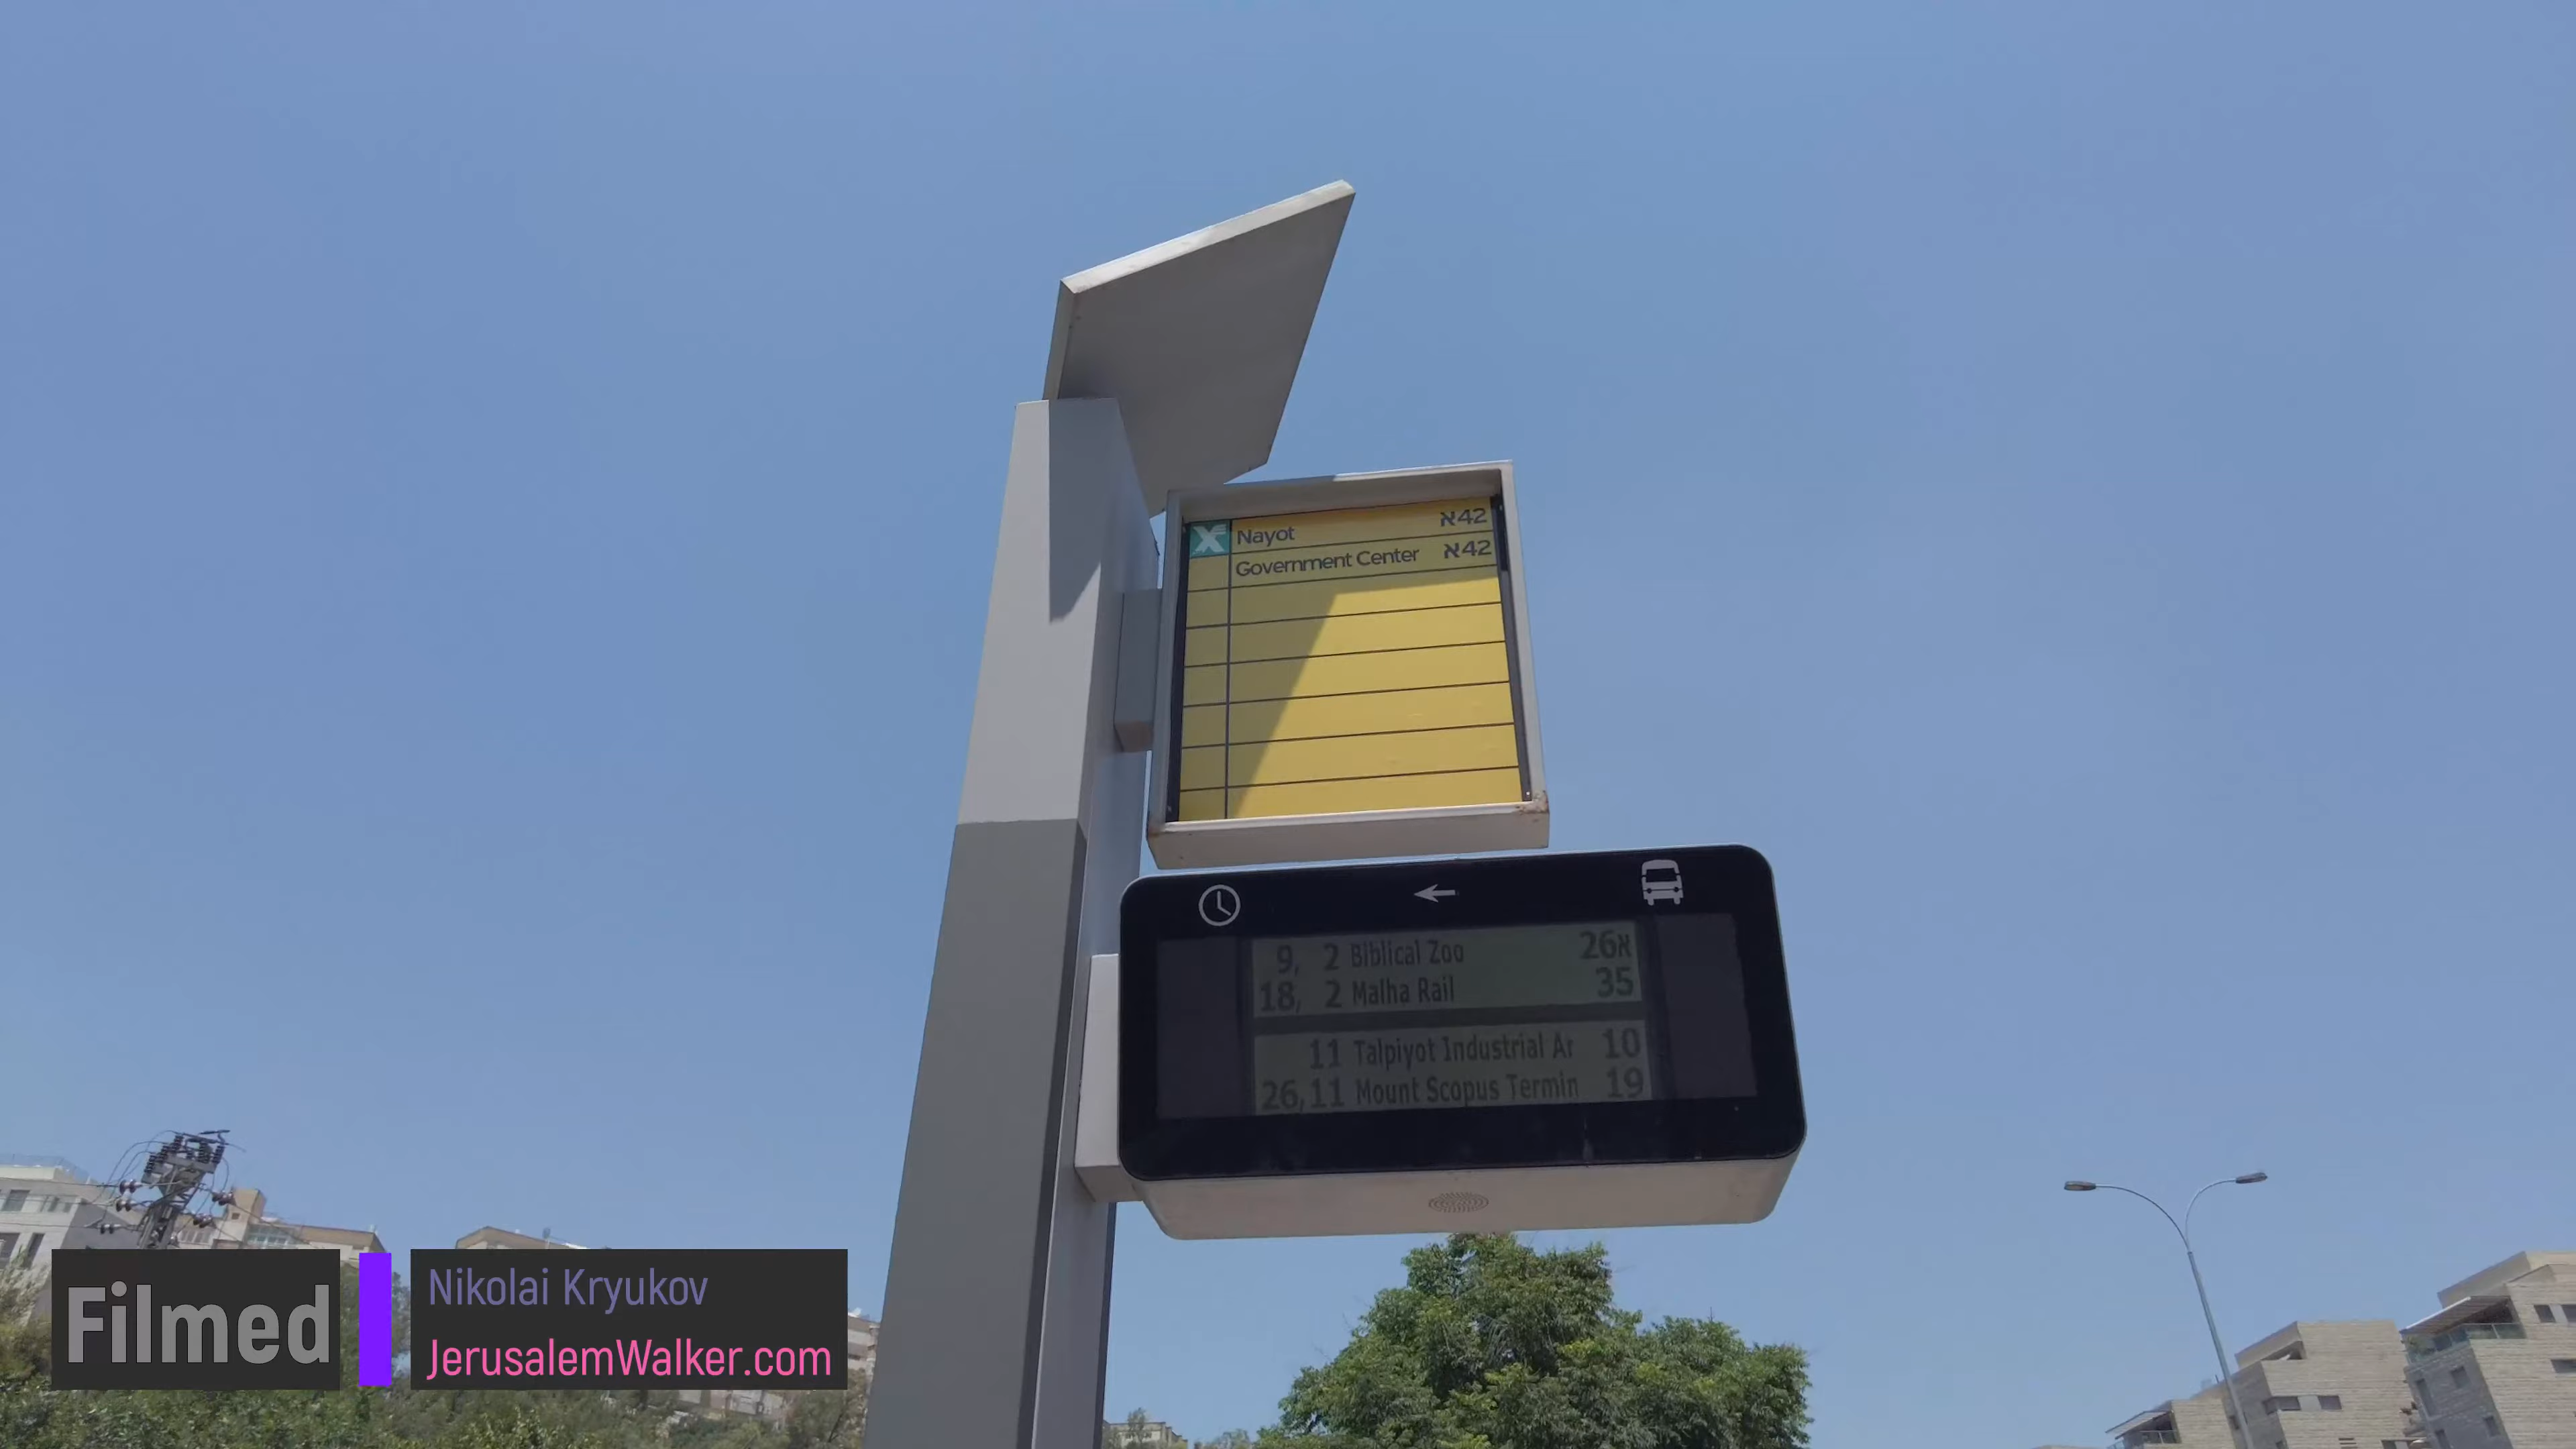 Nayot א42
Government Center א42
9, 2 Biblical Zoo 26א
18, 2 Malha Rail 35
11 Talpiyot Industrial Ar 10
26,11 Mount Scopus Termin 19
Filmed
Nikolai Kryukov
JerusalemWalker.com